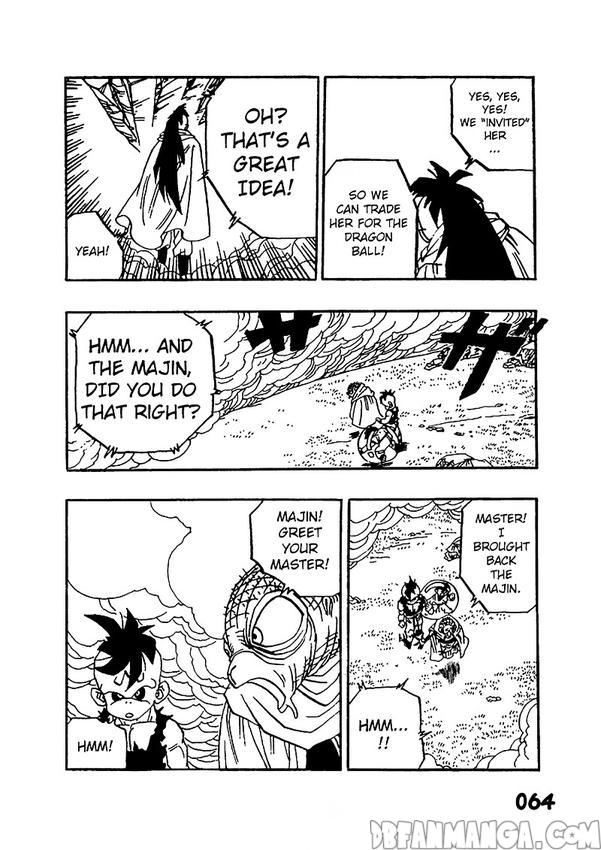 YES, YES,
YES!
WE "INVITED"
HER
...
SO WE
CAN TRADE
HER FOR THE
DRAGON
BALL!
OH?
THAT'S A
GREAT
IDEA!
YEAH!
HMM... AND
THE MAJIN,
DID YOU DO
THAT RIGHT?
MASTER!
I
BROUGHT
BACK
THE
MAJIN.
HMM...
!!
MAJIN!
GREET
YOUR
MASTER!
HMM!
064
DBFANMANGA.COM